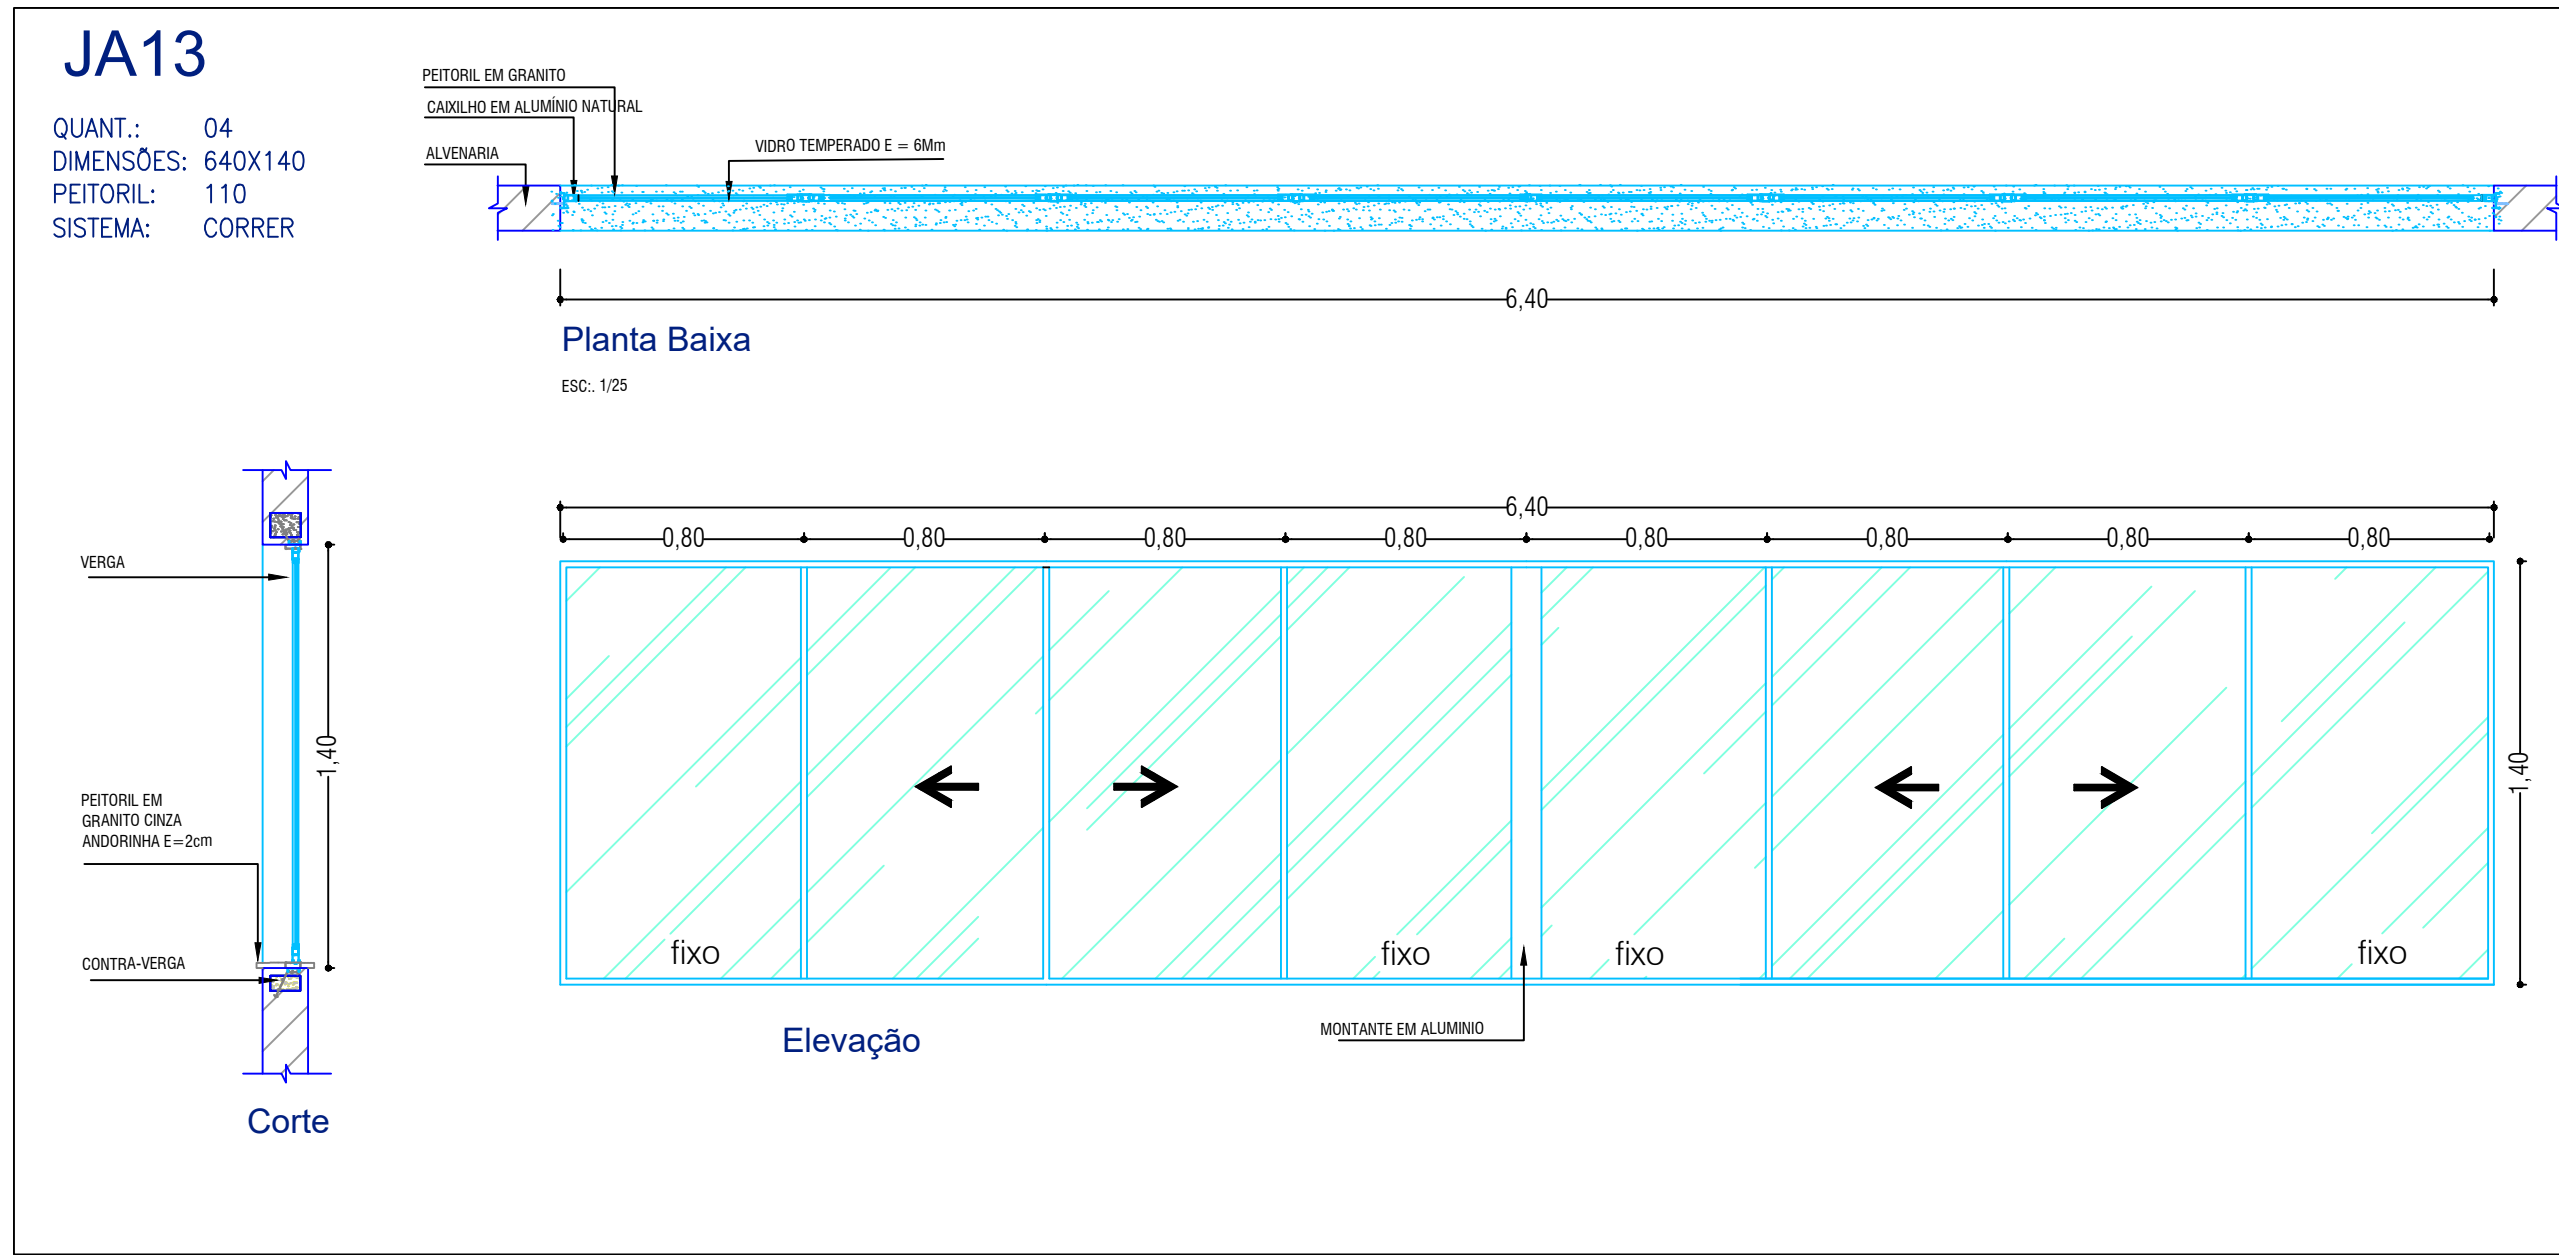 JA13
QUANT.: 04
DIMENSÕES: 640X140
PEITORIL: 110
SISTEMA: CORRER
PEITORIL EM GRANITO
CAIXILHO EM ALUMÍNIO NATURAL
ALVENARIA
VIDRO TEMPERADO E = 6Mm
6,40
Planta Baixa
ESC:. 1/25
6,40
0,80 0,80 0,80 0,80 0,80 0,80 0,80 0,80
VERGA
1,40
1,40
PEITORIL EM
GRANITO CINZA
ANDORINHA E=2cm
CONTRA-VERGA
fixo fixo fixo fixo
MONTANTE EM ALUMINIO
Elevação
Corte